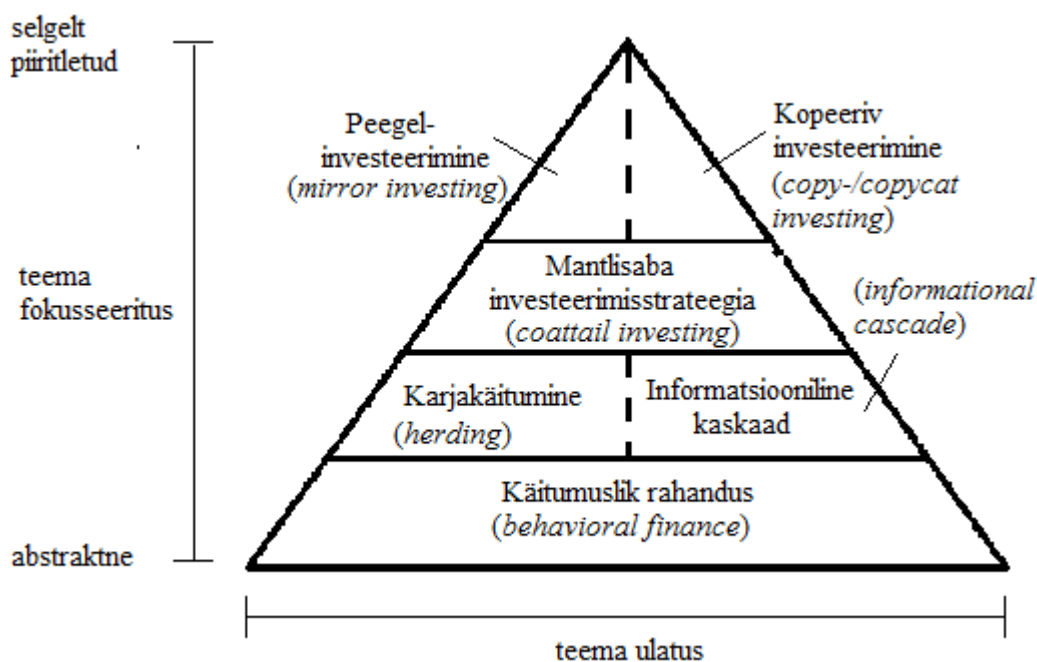 selgelt
piiritletud
Peegel-
investeerimine
(mirror investing)
Kopeeriv
investeerimine
(copy-/copycat
investing)
teema
fokusseeritus
Mantlisaba
investeerimisstrateegia
(coattail investing)
(informational
cascade)
Karjakäitumine
(herding)
Informatsiooniline
kaskaad
Käitumuslik rahandus
(behavioral finance)
abstraktne
teema ulatus